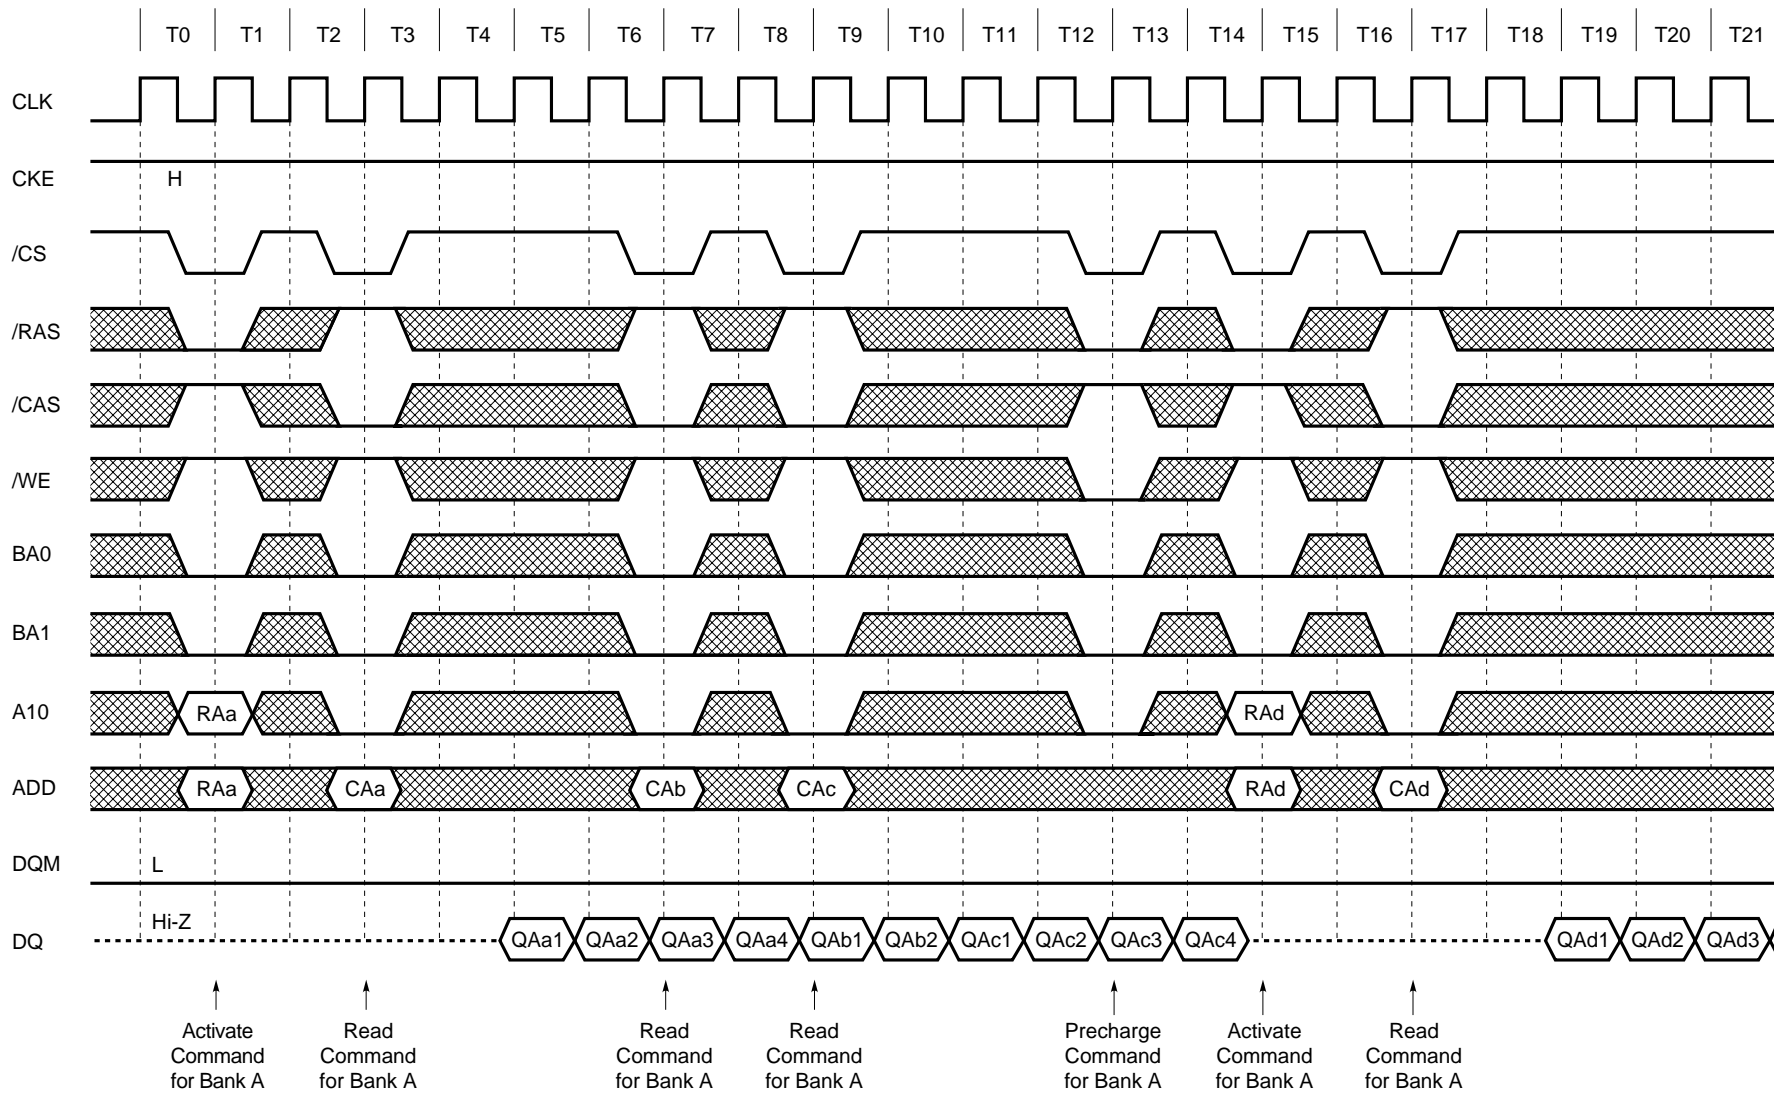 T0 T1 T2 T3 T4 T5 T6 T7 T8 T9 T10 T11 T12 T13 T14 T15 T16 T17 T18 T19 T20 T21
CLK
CKE H
/CS
/RAS
/CAS
/WE
BA0
BA1
A10 RAa RAd
ADD RAa CAa CAb CAc RAd CAd
DQM L
Hi-Z
DQ QAa1 QAa2 QAa3 QAa4 QAb1 QAb2 QAc1 QAc2 QAc3 QAc4 QAd1 QAd2 QAd3
Activate Read Read Read Precharge Activate Read
Command Command Command Command Command Command Command
for Bank A for Bank A for Bank A for Bank A for Bank A for Bank A for Bank A